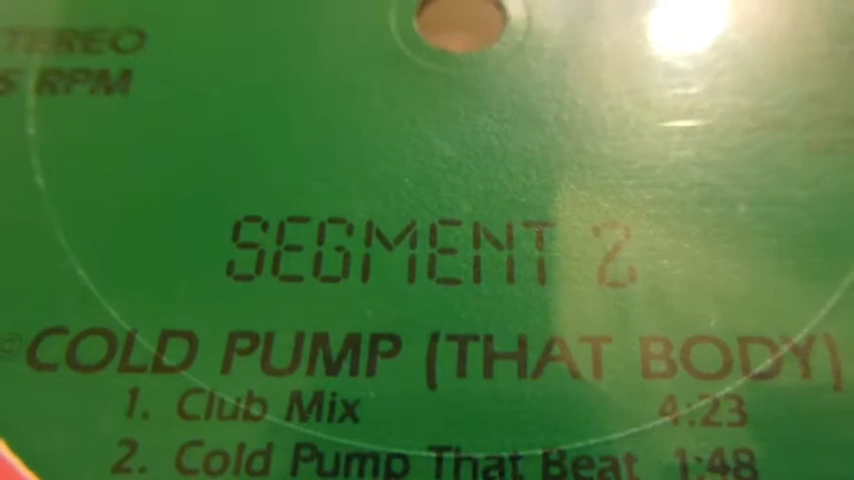 STEREO
RPM
SEGMENT 2
© COLD PUMP (THAT BODY)
1. Club Mix 4:23
2. Cold Pump That Beat 1:48